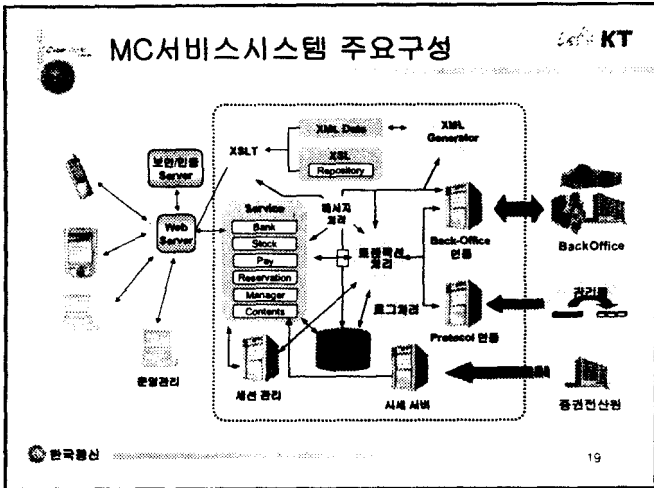 MC서비스시스템 주요구성
Let's KT
XML Data
XML
Generator
XSLT
XSL
Repository
보안/인증
Server
Web
Server
Service
Bank
Stock
Pay
Reservation
Manager
Contents
메시지
처리
트랜잭션
처리
로그처리
Back-Office
연동
BackOffice
Protocol 연동
운영관리
세션 관리
시세 서버
증권전산원
한국통신
19